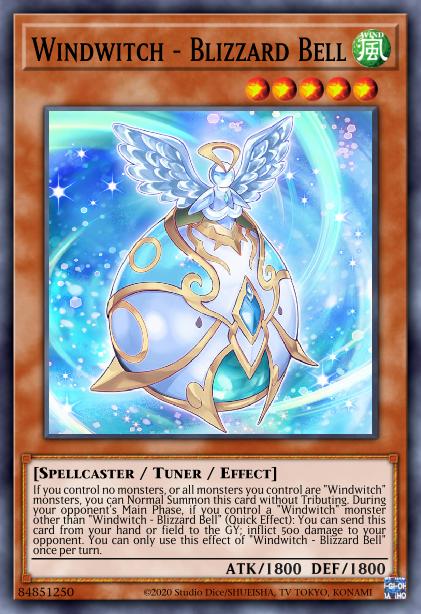 Windwitch - Blizzard Bell
WIND
風
[Spellcaster / Tuner / Effect]
If you control no monsters, or all monsters you control are "Windwitch"
monsters, you can Normal Summon this card without Tributing. During
your opponent's Main Phase, if you control a "Windwitch" monster
other than "Windwitch - Blizzard Bell" (Quick Effect): You can send
this card from your hand or field to the GY; inflict 500 damage to your
opponent. You can only use this effect of "Windwitch - Blizzard Bell"
once per turn.
ATK/1800 DEF/1800
84851250
©2020 Studio Dice/SHUEISHA, TV TOKYO, KONAMI